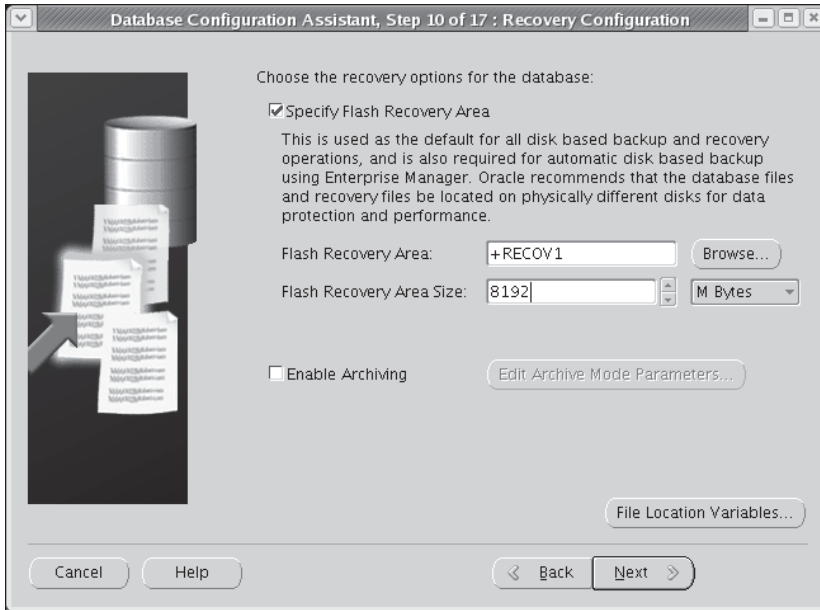 Database Configuration Assistant, Step 10 of 17 : Recovery Configuration
Choose the recovery options for the database:
Specify Flash Recovery Area
This is used as the default for all disk based backup and recovery
operations, and is also required for automatic disk based backup
using Enterprise Manager. Oracle recommends that the database files
and recovery files be located on physically different disks for data
protection and performance.
Flash Recovery Area: +RECOV1 Browse...
Flash Recovery Area Size: 8192 M Bytes
Enable Archiving Edit Archive Mode Parameters...
File Location Variables...
Cancel Help Back Next